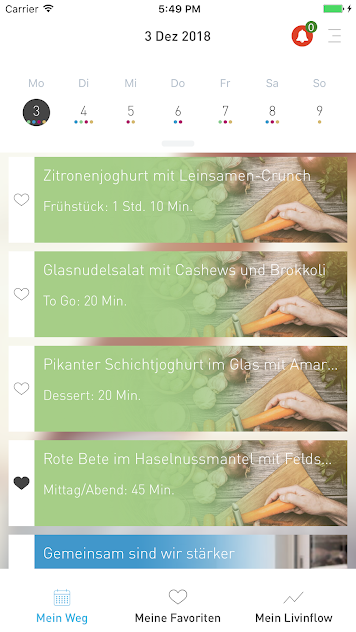 Carrier 5:49 PM
3 Dez 2018
0
Mo Di Mi Do Fr Sa So
3 4 5 6 7 8 9
Zitronenjoghurt mit Leinsamen-Crunch
Frühstück: 1 Std. 10 Min.
Glasnudelsalat mit Cashews und Brokkoli
To Go: 20 Min.
Pikanter Schichtjoghurt im Glas mit Amar...
Dessert: 20 Min.
Rote Bete im Haselnussmantel mit Felds...
Mittag/Abend: 45 Min.
Gemeinsam sind wir stärker
Mein Weg Meine Favoriten Mein Livinflow